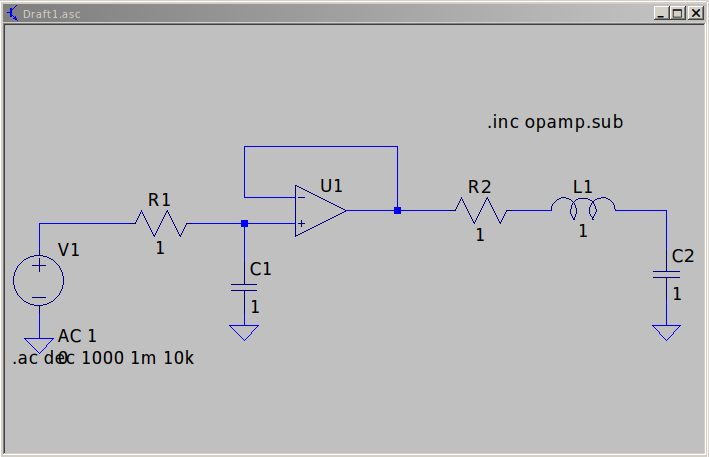 Draft1.asc
.inc opamp.sub
U1
R1
1
R2
1
L1
1
V1
C1
1
C2
1
AC 1
0
.ac dec 1000 1m 10k